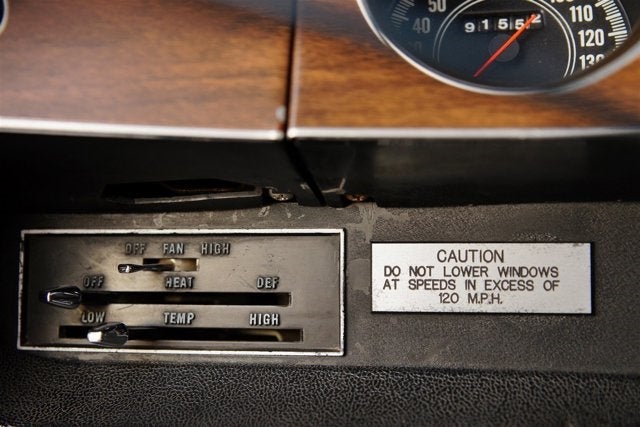 50
40
100
110
120
130
91552
OFF FAN HIGH
OFF HEAT DEF
LOW TEMP HIGH
CAUTION
DO NOT LOWER WINDOWS
AT SPEEDS IN EXCESS OF
120 M.P.H.